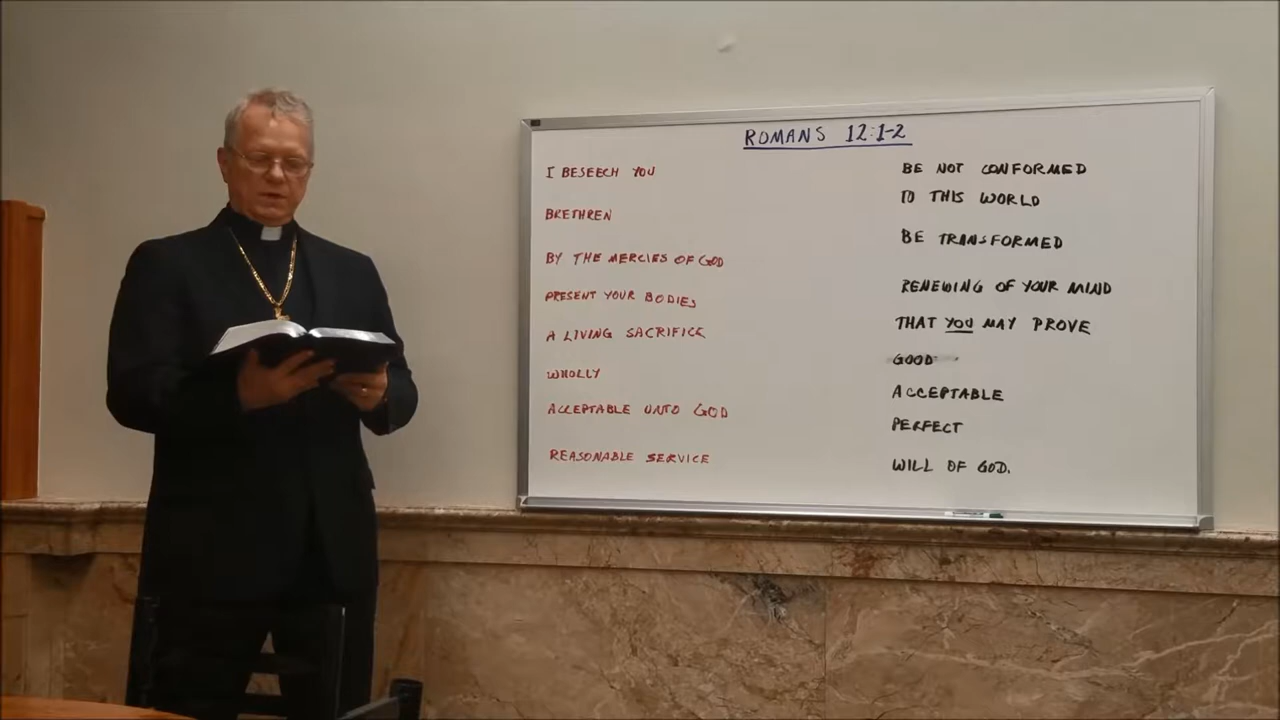 ROMANS 12:1-2
I BESEECH YOU
BRETHREN
BY THE MERCIES OF GOD
PRESENT YOUR BODIES
A LIVING SACRIFICE
WHOLLY
ACCEPTABLE UNTO GOD
REASONABLE SERVICE
BE NOT CONFORMED
TO THIS WORLD
BE TRANSFORMED
RENEWING OF YOUR MIND
THAT YOU MAY PROVE
GOOD
ACCEPTABLE
PERFECT
WILL OF GOD.